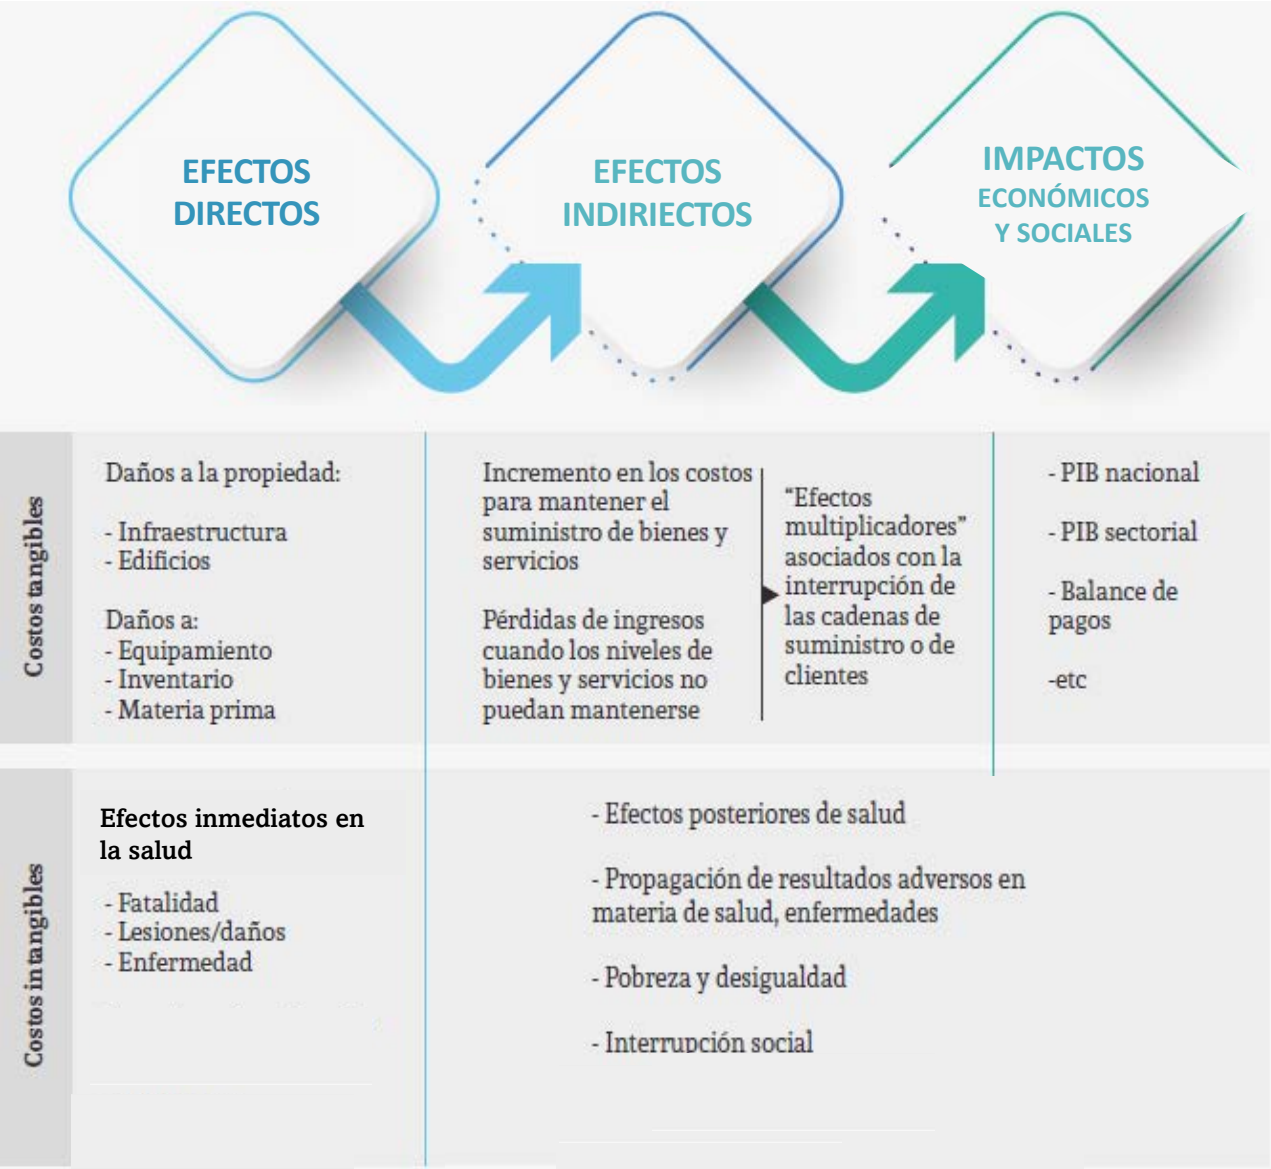 EFECTOS
DIRECTOS
EFECTOS
INDIRIECTOS
IMPACTOS
ECONÓMICOS
Y SOCIALES
Costos tangibles
Daños a la propiedad:
- Infraestructura
- Edificios
Daños a:
- Equipamiento
- Inventario
- Materia prima
Incremento en los costos
para mantener el
suministro de bienes y
servicios
Pérdidas de ingresos
cuando los niveles de
bienes y servicios no
puedan mantenerse
“Efectos
multiplicadores”
asociados con la
interrupción de
las cadenas de
suministro o de
clientes
- PIB nacional
- PIB sectorial
- Balance de
pagos
-etc
Costos intangibles
Efectos inmediatos en
la salud
- Fatalidad
- Lesiones/daños
- Enfermedad
- Efectos posteriores de salud
- Propagación de resultados adversos en
materia de salud, enfermedades
- Pobreza y desigualdad
- Interrupción social